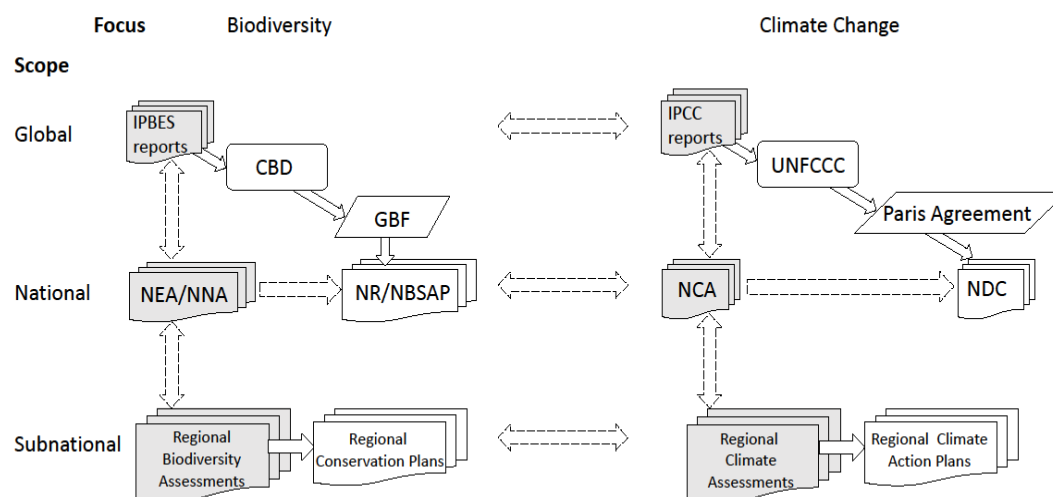 Focus Biodiversity Climate Change
Scope
Global
IPBES
reports
CBD
GBF
IPCC
reports
UNFCCC
Paris Agreement
National
NEA/NNA
NR/NBSAP
NCA
NDC
Subnational
Regional
Biodiversity
Assessments
Regional
Conservation Plans
Regional
Climate
Assessments
Regional Climate
Action Plans